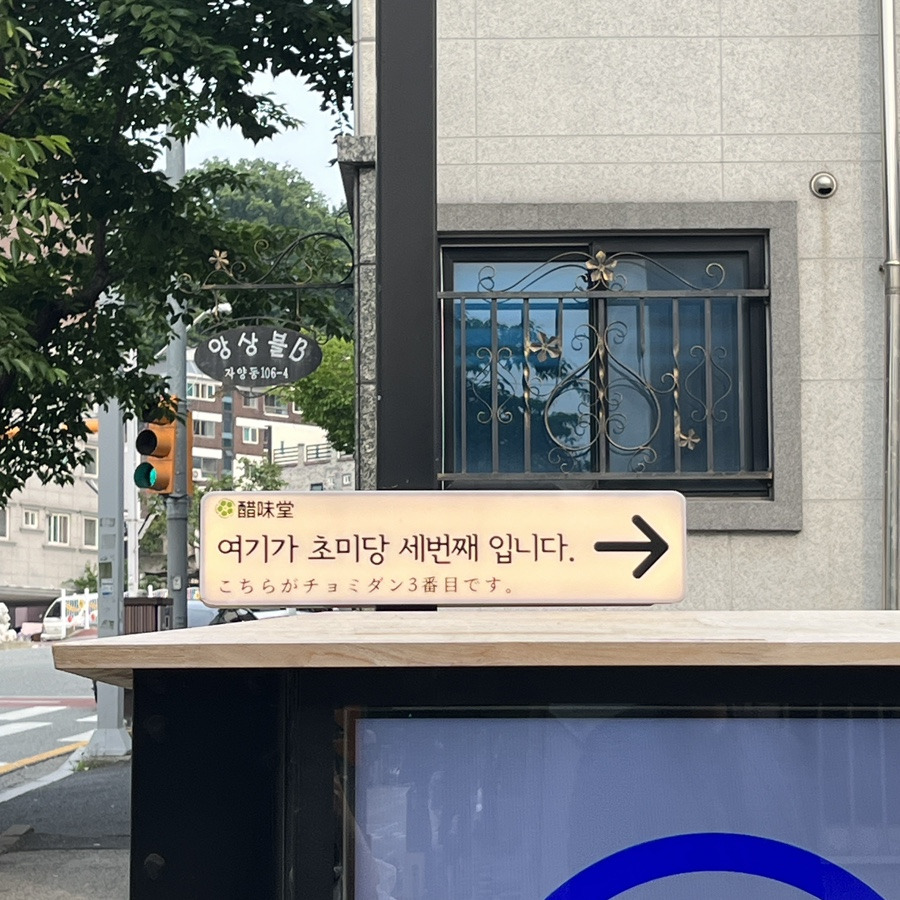 앙상블B
자양동106-4
醋味堂
여기가 초미당 세번째 입니다.
こちらがチョミダン3番目です。